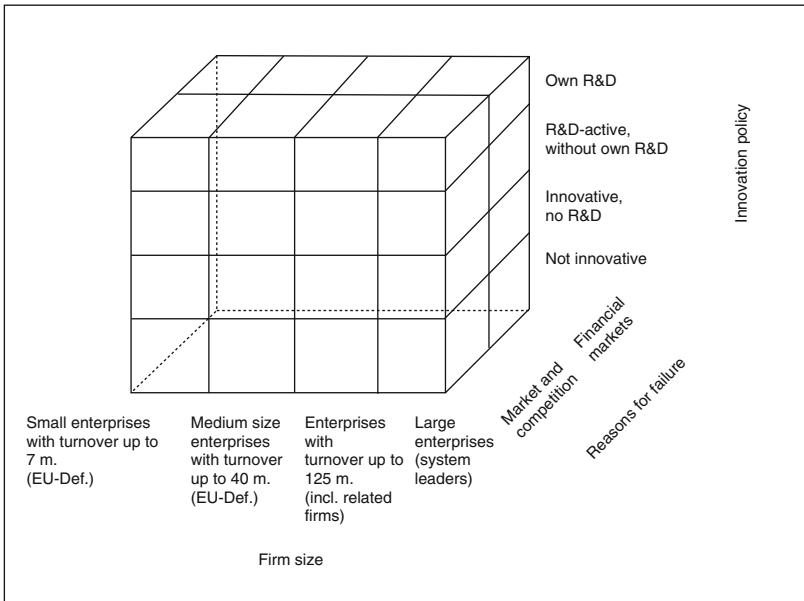 Own R&D
R&D-active,
without own R&D
Innovative,
no R&D
Not innovative
Innovation policy
Financial
markets
Market and
competition
Reasons for failure
Small enterprises
with turnover up to
7 m.
(EU-Def.)
Medium size
enterprises
with turnover
up to 40 m.
(EU-Def.)
Enterprises
with
turnover up to
125 m.
(incl. related
firms)
Large
enterprises
(system
leaders)
Firm size